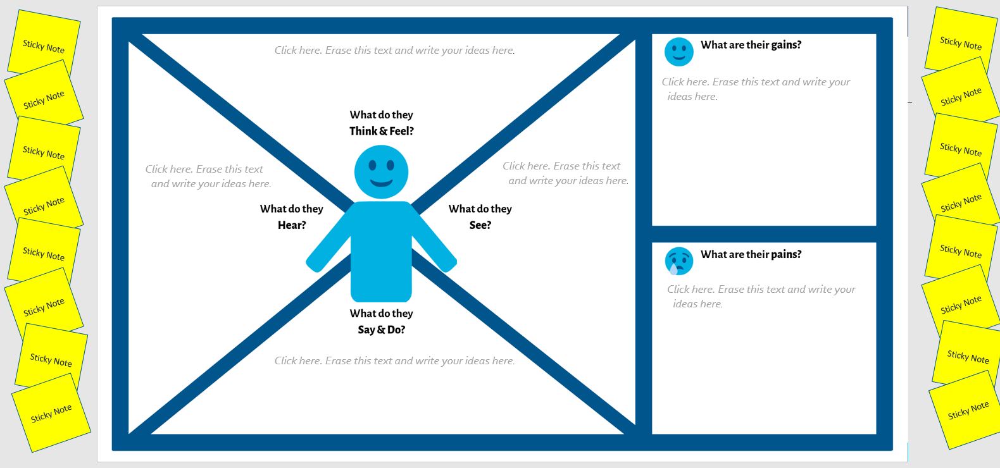 Sticky Note
Sticky Note
Sticky Note
Sticky Note
Sticky Note
Sticky Note
Sticky Note
Sticky Note
Click here. Erase this text and write your ideas here.
What do they
Think & Feel?
Click here. Erase this text
and write your ideas here.
What do they
Hear?
Click here. Erase this text
and write your ideas here.
What do they
See?
What do they
Say & Do?
Click here. Erase this text and write your ideas here.
What are their gains?
Click here. Erase this text and write your
ideas here.
What are their pains?
Click here. Erase this text and write your
ideas here.
Sticky Note
Sticky Note
Sticky Note
Sticky Note
Sticky Note
Sticky Note
Sticky Note
Sticky Note